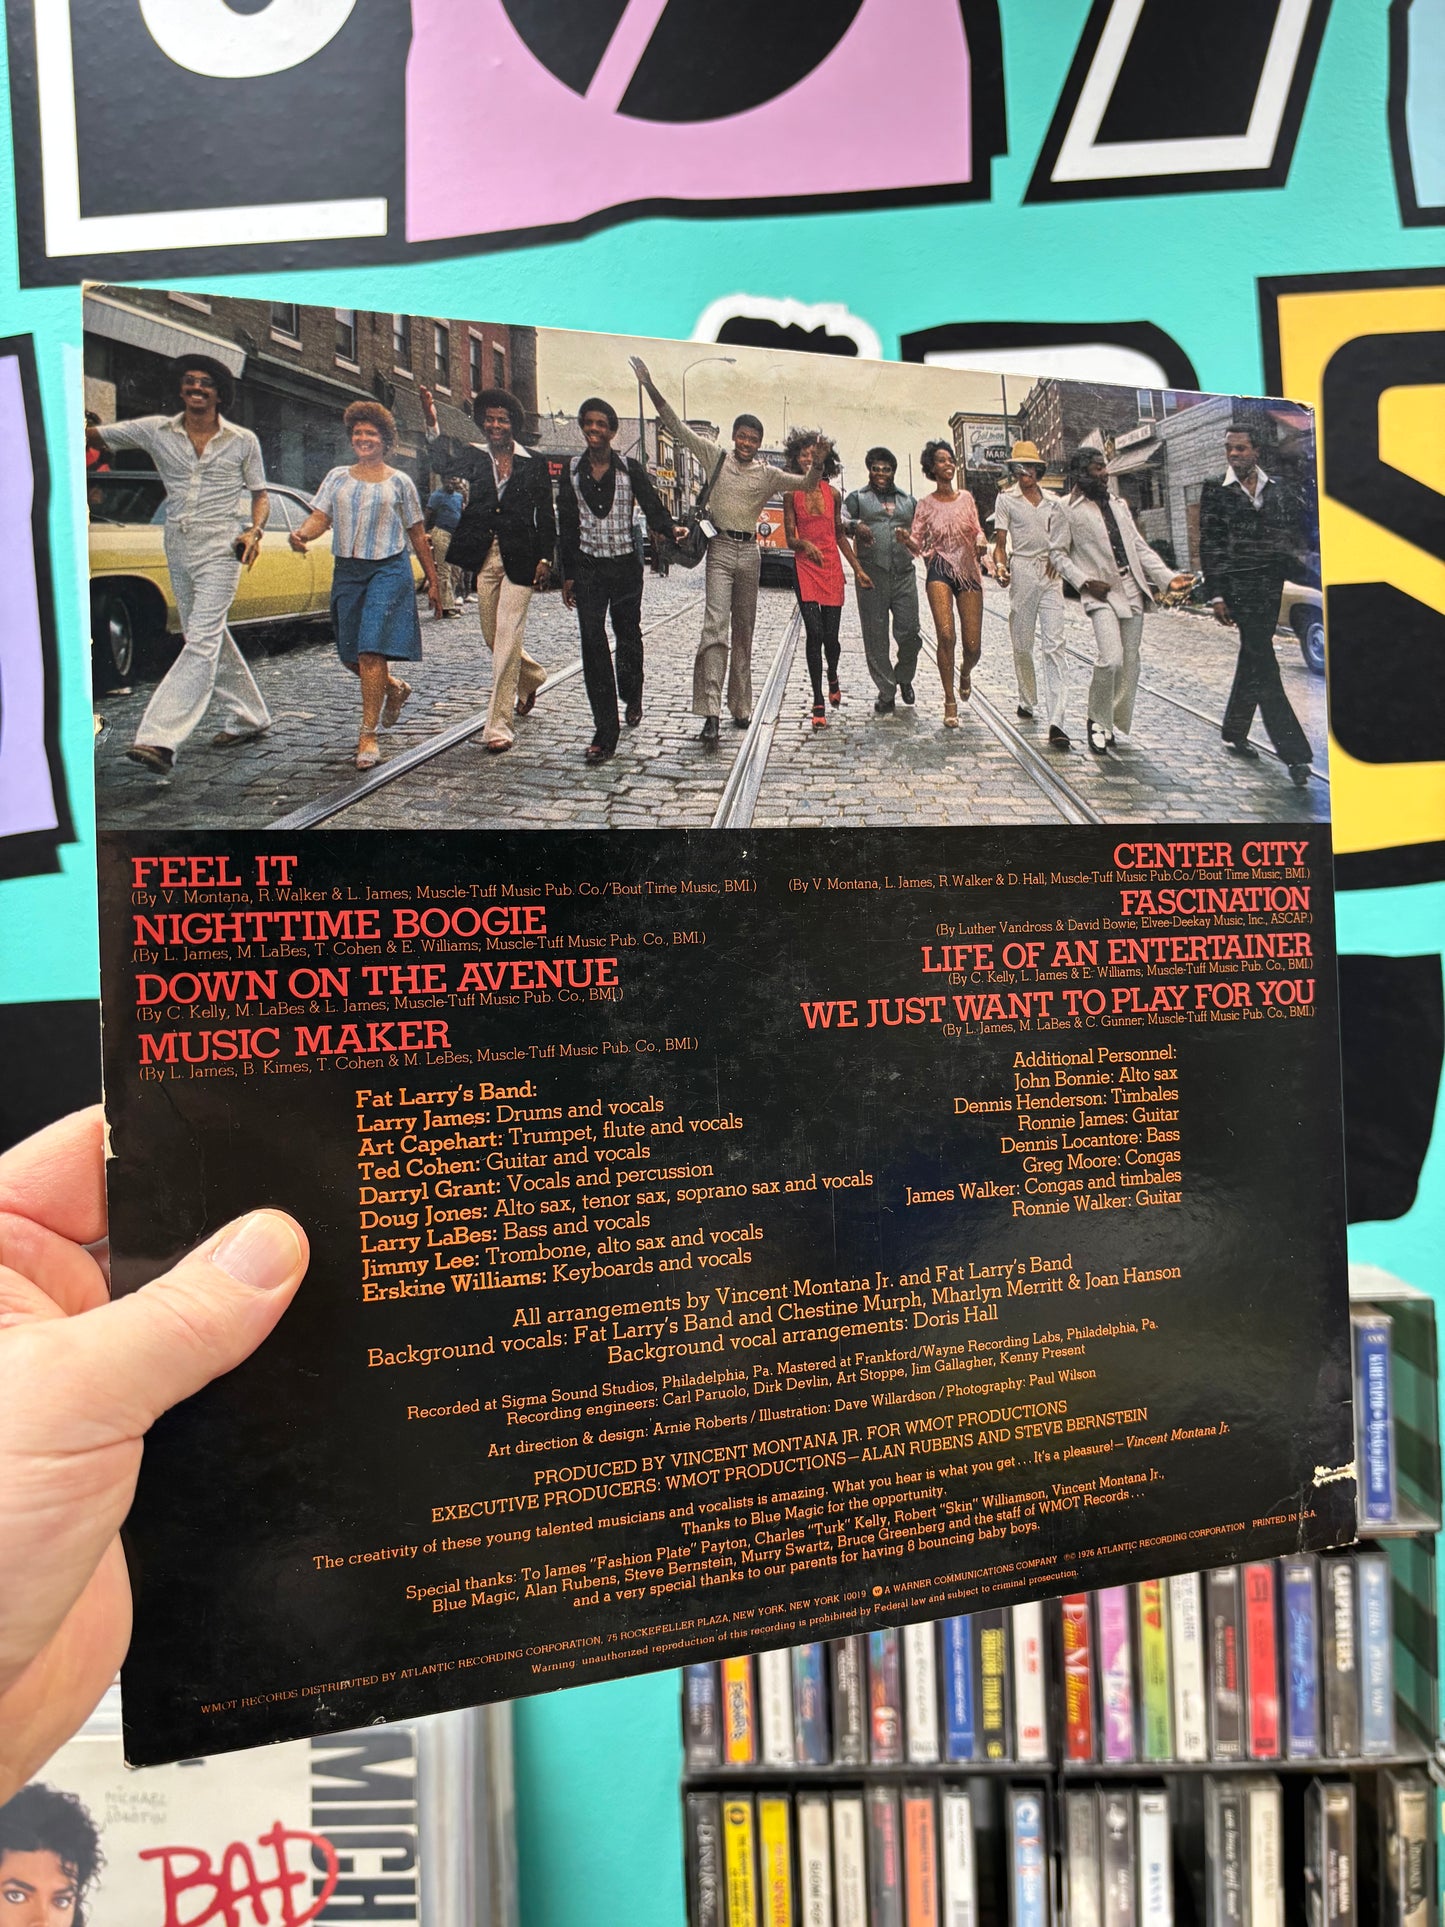 FEEL IT
(By V. Montana, R. Walker & L. James; Muscle-Tuff Music Pub. Co./'Bout Time Music, BMI.)
NIGHTTIME BOOGIE
(By L. James, M. LaBes, T. Cohen & E. Williams; Muscle-Tuff Music Pub. Co., BMI.)
DOWN ON THE AVENUE
(By C. Kelly, M. LaBes & L. James; Muscle-Tuff Music Pub. Co., BMI.)
MUSIC MAKER
(By L. James, B. Kimes, T. Cohen & M. LeBes; Muscle-Tuff Music Pub. Co., BMI.)
CENTER CITY
(By V. Montana, L. James, R. Walker & D. Hall; Muscle-Tuff Music Pub. Co./'Bout Time Music, BMI.)
FASCINATION
(By Luther Vandross & David Bowie; Elvee-Deekay Music, Inc., ASCAP.)
LIFE OF AN ENTERTAINER
(By C. Kelly, L. James & E. Williams; Muscle-Tuff Music Pub. Co., BMI.)
WE JUST WANT TO PLAY FOR YOU
(By L. James, M. LaBes & C. Gunner; Muscle-Tuff Music Pub. Co., BMI.)
Fat Larry's Band:
Larry James: Drums and vocals
Art Capehart: Trumpet, flute and vocals
Ted Cohen: Guitar and vocals
Darryl Grant: Vocals and percussion
Doug Jones: Alto sax, tenor sax, soprano sax and vocals
Larry LaBes: Bass and vocals
Jimmy Lee: Trombone, alto sax and vocals
Erskine Williams: Keyboards and vocals
Additional Personnel:
John Bonnie: Alto sax
Dennis Henderson: Timbales
Ronnie James: Guitar
Dennis Locantore: Bass
Greg Moore: Congas
James Walker: Congas and timbales
Ronnie Walker: Guitar
All arrangements by Vincent Montana Jr. and Fat Larry's Band
Background vocals: Fat Larry's Band and Chestine Murph, Mharlyn Merritt & Joan Hanson
Background vocal arrangements: Doris Hall
Recorded at Sigma Sound Studios, Philadelphia, Pa. Mastered at Frankford/Wayne Recording Labs, Philadelphia, Pa.
Recording engineers: Carl Paruolo, Dirk Devlin, Art Stoppe, Jim Gallagher, Kenny Present
Art direction & design: Arnie Roberts / Illustration: Dave Willardson / Photography: Paul Wilson
PRODUCED BY VINCENT MONTANA JR. FOR WMOT PRODUCTIONS
EXECUTIVE PRODUCERS: WMOT PRODUCTIONS—ALAN RUBENS AND STEVE BERNSTEIN
The creativity of these young talented musicians and vocalists is amazing. What you hear is what you get... It's a pleasure!—Vincent Montana Jr.
Thanks to Blue Magic for the opportunity.
Special thanks: To James "Fashion Plate" Payton, Charles "Turk" Kelly, Robert "Skin" Williamson, Vincent Montana Jr.,
Blue Magic, Alan Rubens, Steve Bernstein, Murry Swartz, Bruce Greenberg and the staff of WMOT Records...
and a very special thanks to our parents for having 8 bouncing baby boys.
WMOT RECORDS DISTRIBUTED BY ATLANTIC RECORDING CORPORATION, 75 ROCKEFELLER PLAZA, NEW YORK, NEW YORK 10019 A WARNER COMMUNICATIONS COMPANY ℗© 1976 ATLANTIC RECORDING CORPORATION PRINTED IN U.S.A.
Warning: unauthorized reproduction of this recording is prohibited by Federal law and subject to criminal prosecution.
MICHAEL
BAD
MICH
CARPENTERS